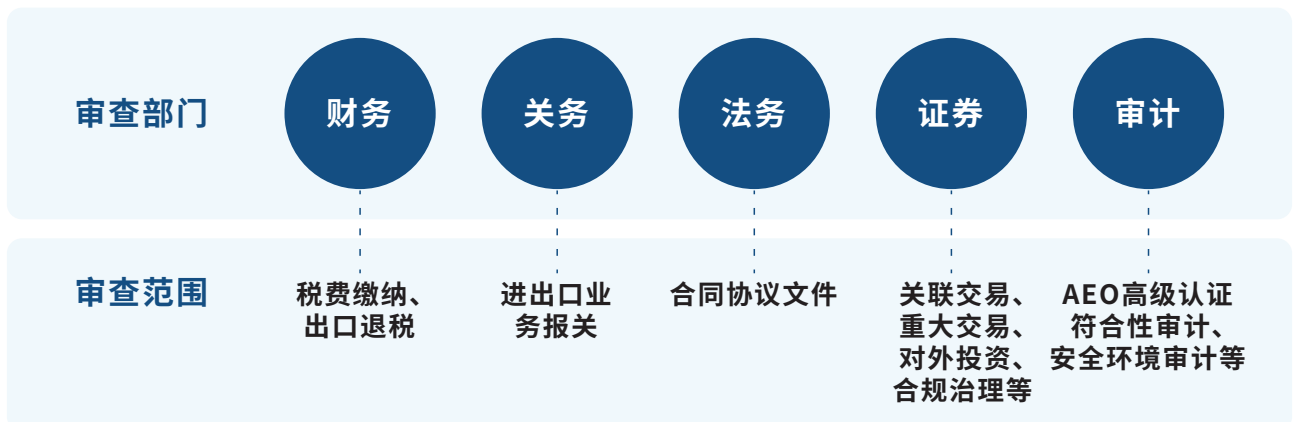 审查部门
财务
关务
法务
证券
审计
审查范围
税费缴纳、
出口退税
进出口业
务报关
合同协议文件
关联交易、
重大交易、
对外投资、
合规治理等
AEO高级认证
符合性审计、
安全环境审计等